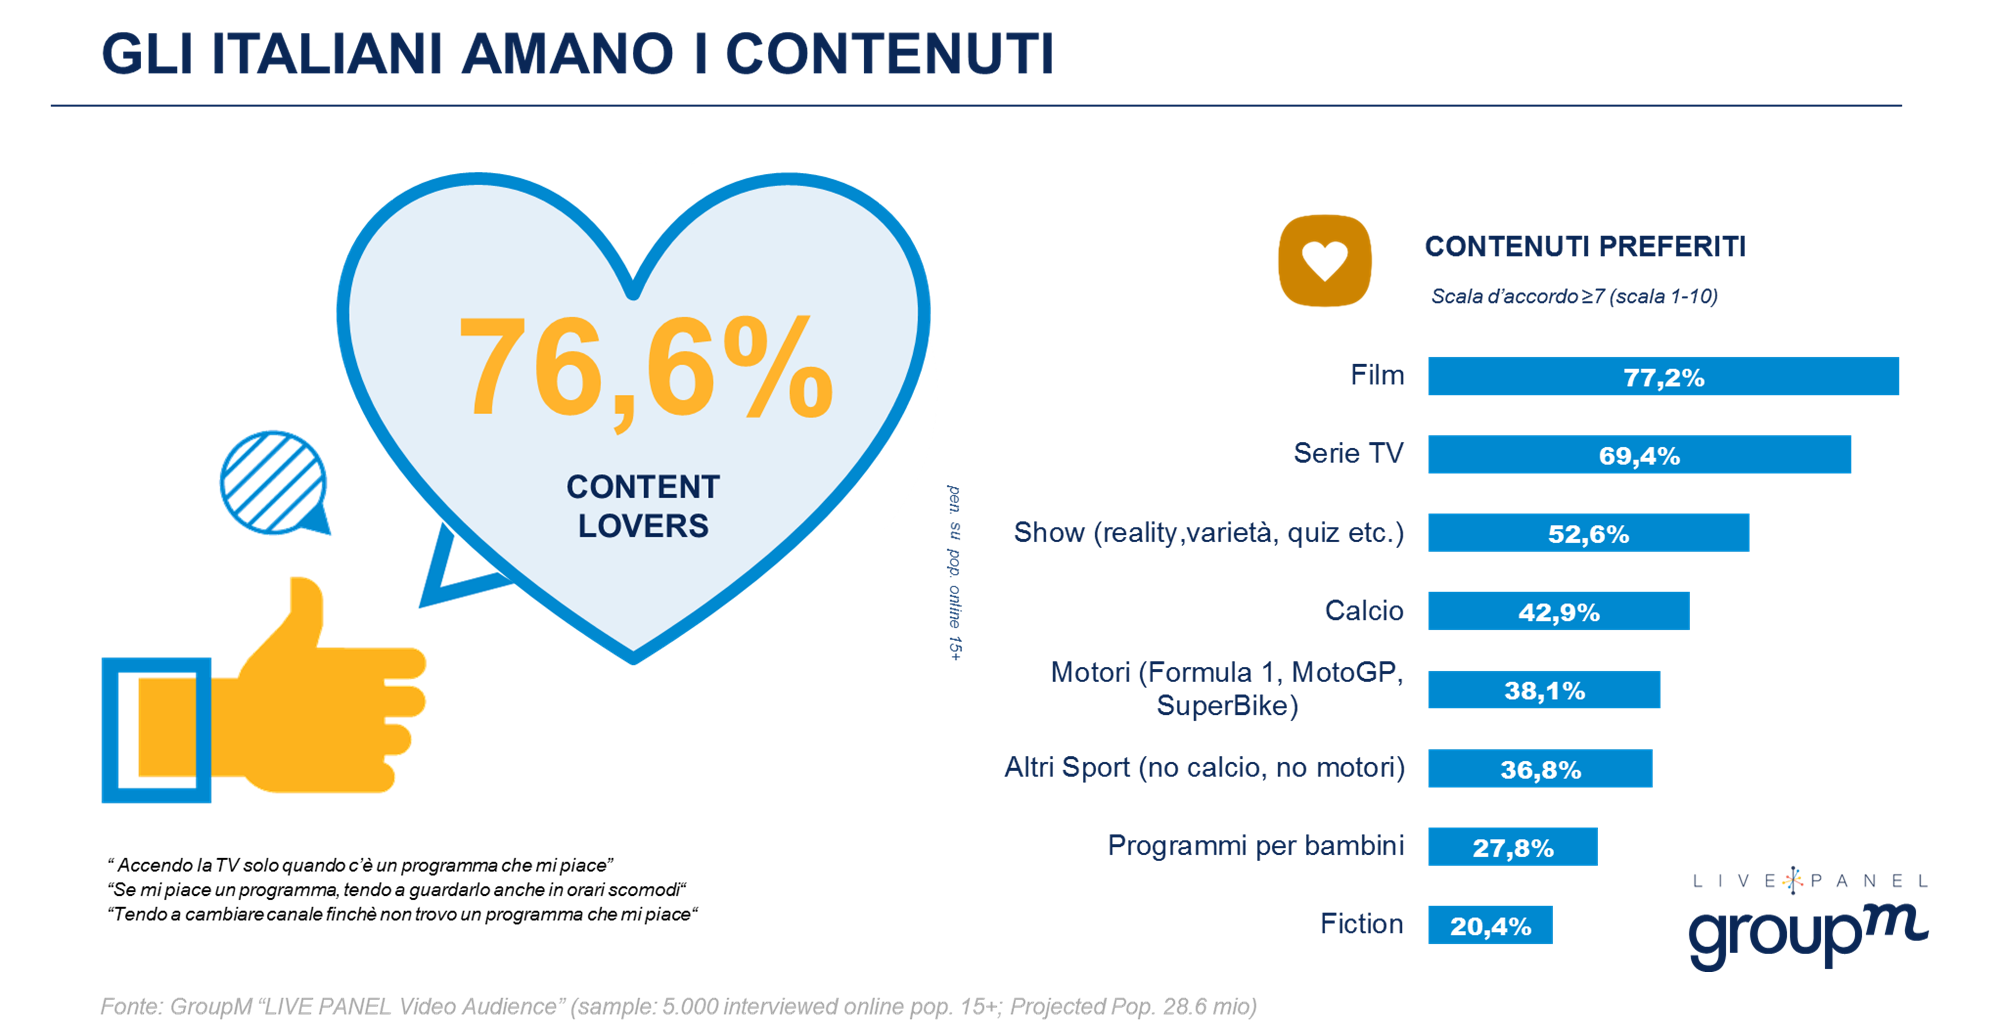 GLI ITALIANI AMANO I CONTENUTI
76,6%
CONTENT
LOVERS
pen. su pop. online 15+
“ Accendo la TV solo quando c’è un programma che mi piace”
“Se mi piace un programma, tendo a guardarlo anche in orari scomodi“
“Tendo a cambiare canale finchè non trovo un programma che mi piace“
CONTENUTI PREFERITI
Scala d’accordo ≥7 (scala 1-10)
Film 77,2%
Serie TV 69,4%
Show (reality,varietà, quiz etc.) 52,6%
Calcio 42,9%
Motori (Formula 1, MotoGP,
SuperBike) 38,1%
Altri Sport (no calcio, no motori) 36,8%
Programmi per bambini 27,8%
Fiction 20,4%
LIVE PANEL
groupm
Fonte: GroupM “LIVE PANEL Video Audience” (sample: 5.000 interviewed online pop. 15+; Projected Pop. 28.6 mio)